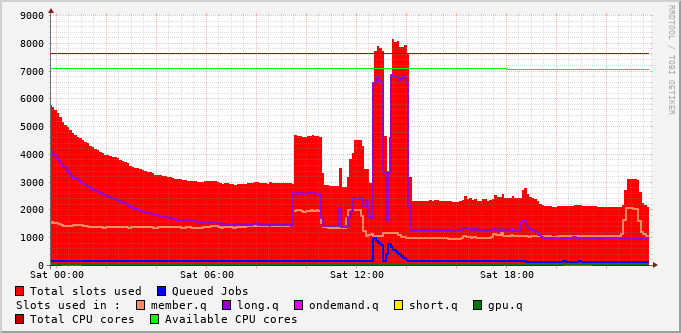 9000
8000
7000
6000
5000
4000
3000
2000
1000
0
Sat 00:00 Sat 06:00 Sat 12:00 Sat 18:00
RRDTOOL / TOBI OETIKER
Total slots used Queued Jobs
Slots used in : member.q long.q ondemand.q short.q gpu.q
Total CPU cores Available CPU cores